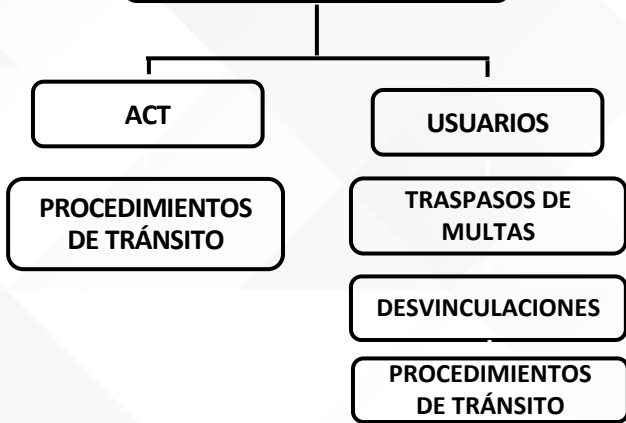 ACT
USUARIOS
PROCEDIMIENTOS
DE TRÁNSITO
TRASPASOS DE
MULTAS
DESVINCULACIONES
PROCEDIMIENTOS
DE TRÁNSITO